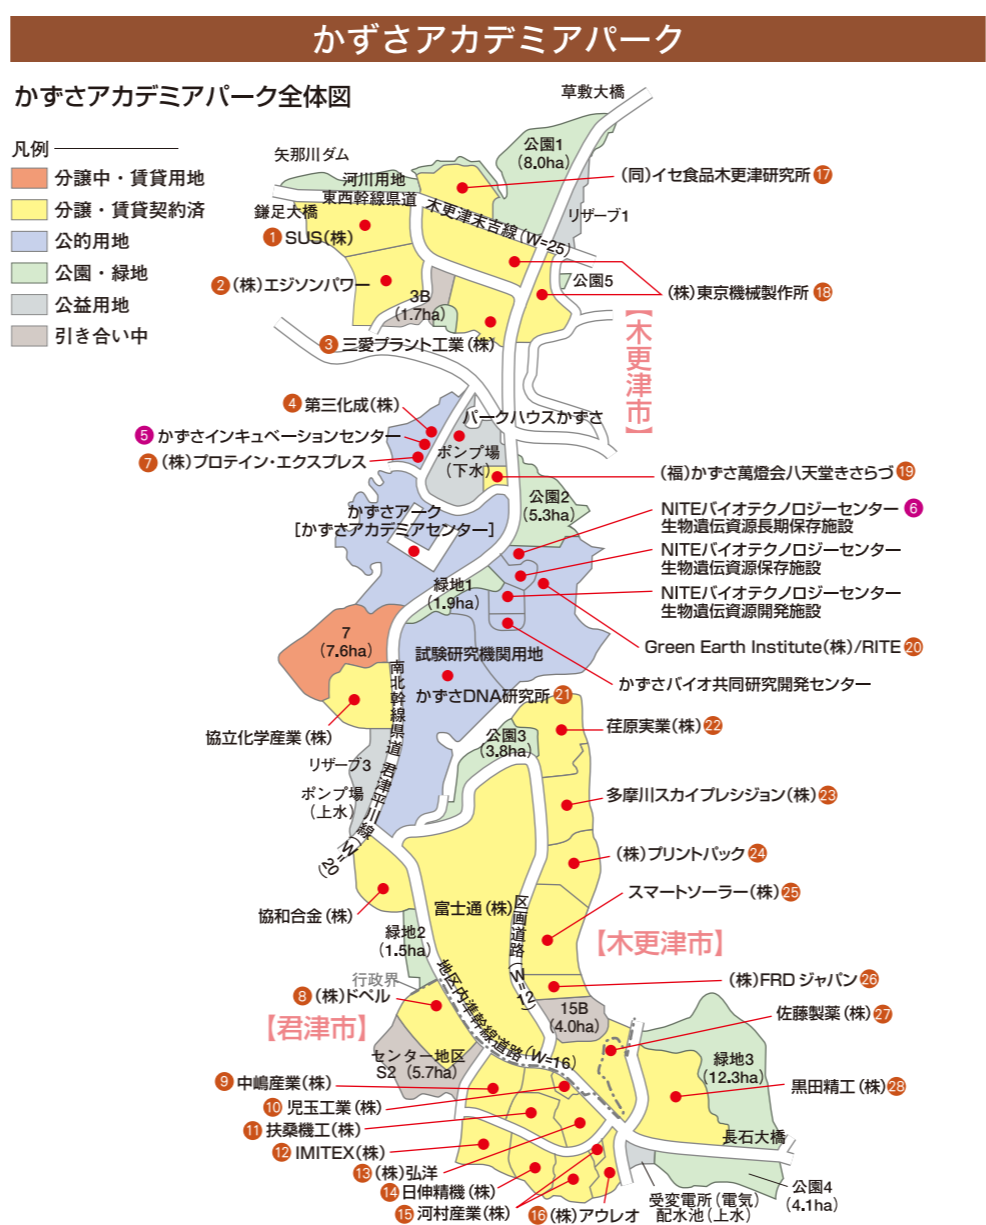 かずさアカデミアパーク
かずさアカデミアパーク全体図
凡例
分譲中・賃貸用地
分譲・賃貸契約済
公的用地
公園・緑地
公益用地
引き合い中
草敷大橋
公園1
(8.0ha)
矢那川ダム
河川用地
東西幹線県道
鎌足大橋
木更津末吉線(W=25)
(同)イセ食品木更津研究所 17
リザーブ1
1 SUS(株)
2 (株)エジソンパワー
3B
(1.7ha)
公園5
(株)東京機械製作所 18
3 三愛プラント工業(株)
【木更津市】
4 第三化成(株)
5 かずさインキュベーションセンター
7 (株)プロテイン・エクスプレス
パークハウスかずさ
ポンプ場
(下水)
(福)かずさ萬燈会八天堂きさらづ 19
公園2
(5.3ha)
かずさアーク
[かずさアカデミアセンター]
NITEバイオテクノロジーセンター 6
生物遺伝資源長期保存施設
NITEバイオテクノロジーセンター
生物遺伝資源保存施設
NITEバイオテクノロジーセンター
生物遺伝資源開発施設
緑地1
(1.9ha)
7
(7.6ha)
試験研究機関用地
Green Earth Institute(株)/RITE 20
かずさバイオ共同研究開発センター
かずさDNA研究所 21
南北幹線県道 君津平川線(W=20)
協立化学産業(株)
リザーブ3
ポンプ場
(上水)
公園3
(3.8ha)
荏原実業(株) 22
多摩川スカイプレシジョン(株) 23
(株)プリントパック 24
スマートソーラー(株) 25
協和合金(株)
富士通(株)
区画道路(W=12)
【木更津市】
緑地2
(1.5ha)
行政界
地区内準幹線道路(W=16)
(株)FRDジャパン 26
8 (株)ドペル
【君津市】
15B
(4.0ha)
佐藤製薬(株) 27
センター地区
S2 (5.7ha)
緑地3
(12.3ha)
9 中嶋産業(株)
黒田精工(株) 28
10 児玉工業(株)
11 扶桑機工(株)
長石大橋
12 IMITEX(株)
13 (株)弘洋
14 日伸精機(株)
15 河村産業(株)
16 (株)アウレオ
受変電所(電気)
配水池(上水)
公園4
(4.1ha)